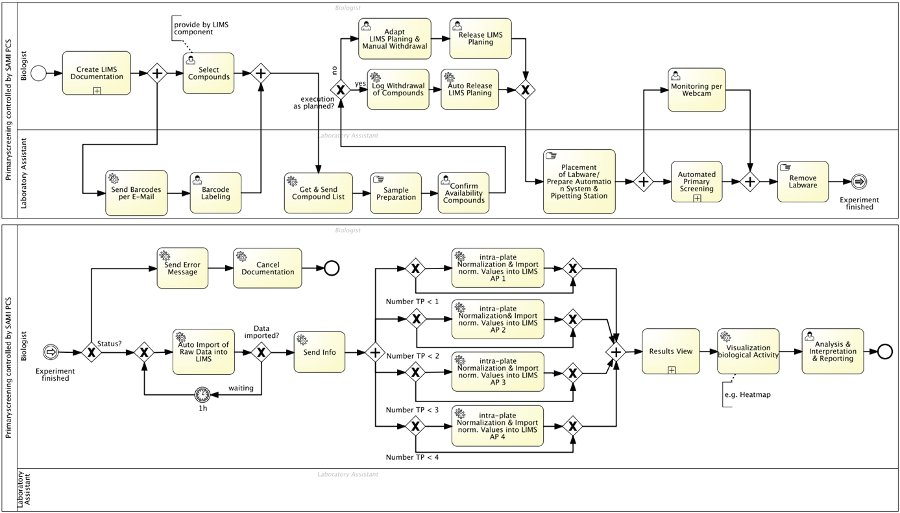 Primaryscreening controlled by SAMI PCS
Biologist
Biologist
provide by LIMS
component
Create LIMS
Documentation
Select
Compounds
Adapt
LIMS Planing &
Manual Withdrawal
Release LIMS
Planing
no
yes
execution
as planned?
Log Withdrawal
of Compounds
Auto Release
LIMS Planing
Monitoring per
Webcam
Laboratory Assistant
Laboratory Assistant
Send Barcodes
per E-Mail
Barcode
Labeling
Get & Send
Compound List
Sample
Preparation
Confirm
Availability
Compounds
Placement
of Labware/
Prepare Automatio
n System &
Pipetting Station
Automated
Primary
Screening
Remove
Labware
Experiment
finished
Primaryscreening controlled by SAMI PCS
Biologist
Biologist
Send Error
Message
Cancel
Documentation
Experiment
finished
Status?
Auto Import of
Raw Data into
LIMS
Data
imported?
waiting
1h
Send Info
intra-plate
Normalization & Import
norm. Values into LIMS
AP 1
Number TP < 1
intra-plate
Normalization& Import
norm. Values into LIMS
AP 2
Number TP < 2
intra-plate
Normalization & Import
norm. Values into LIMS
AP 3
Number TP < 3
intra-plate
Normalization & Import
norm. Values into LIMS
AP 4
Number TP < 4
Results View
Visualization
biological Activity
e.g. Heatmap
Analysis &
Interpretation
& Reporting
Laboratory
Assistant
Laboratory Assistant